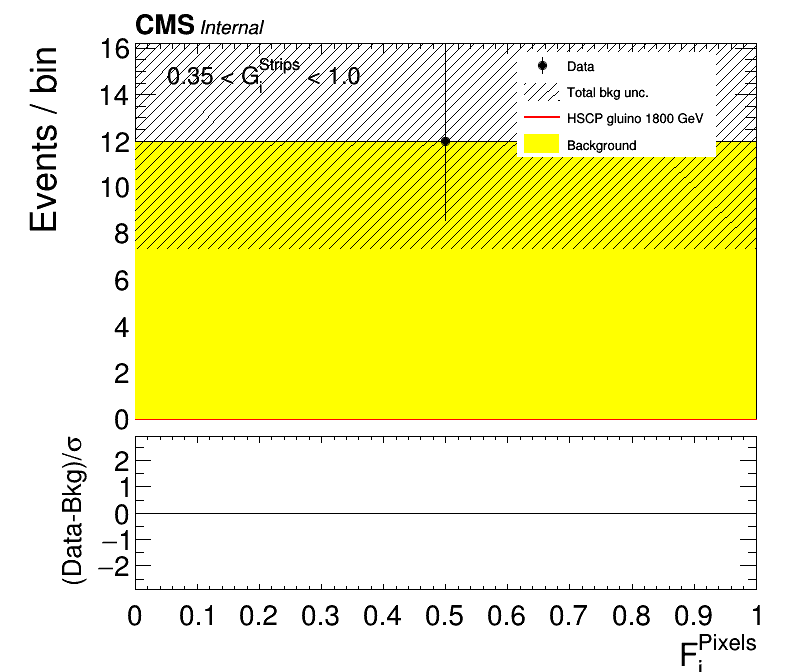 CMS Internal
Events / bin
16
14
12
10
8
6
4
2
0
0.35 < G_i^Strips < 1.0
Data
Total bkg unc.
HSCP gluino 1800 GeV
Background
(Data-Bkg)/σ
2
1
0
−1
−2
0 0.1 0.2 0.3 0.4 0.5 0.6 0.7 0.8 0.9 1
F_i^Pixels